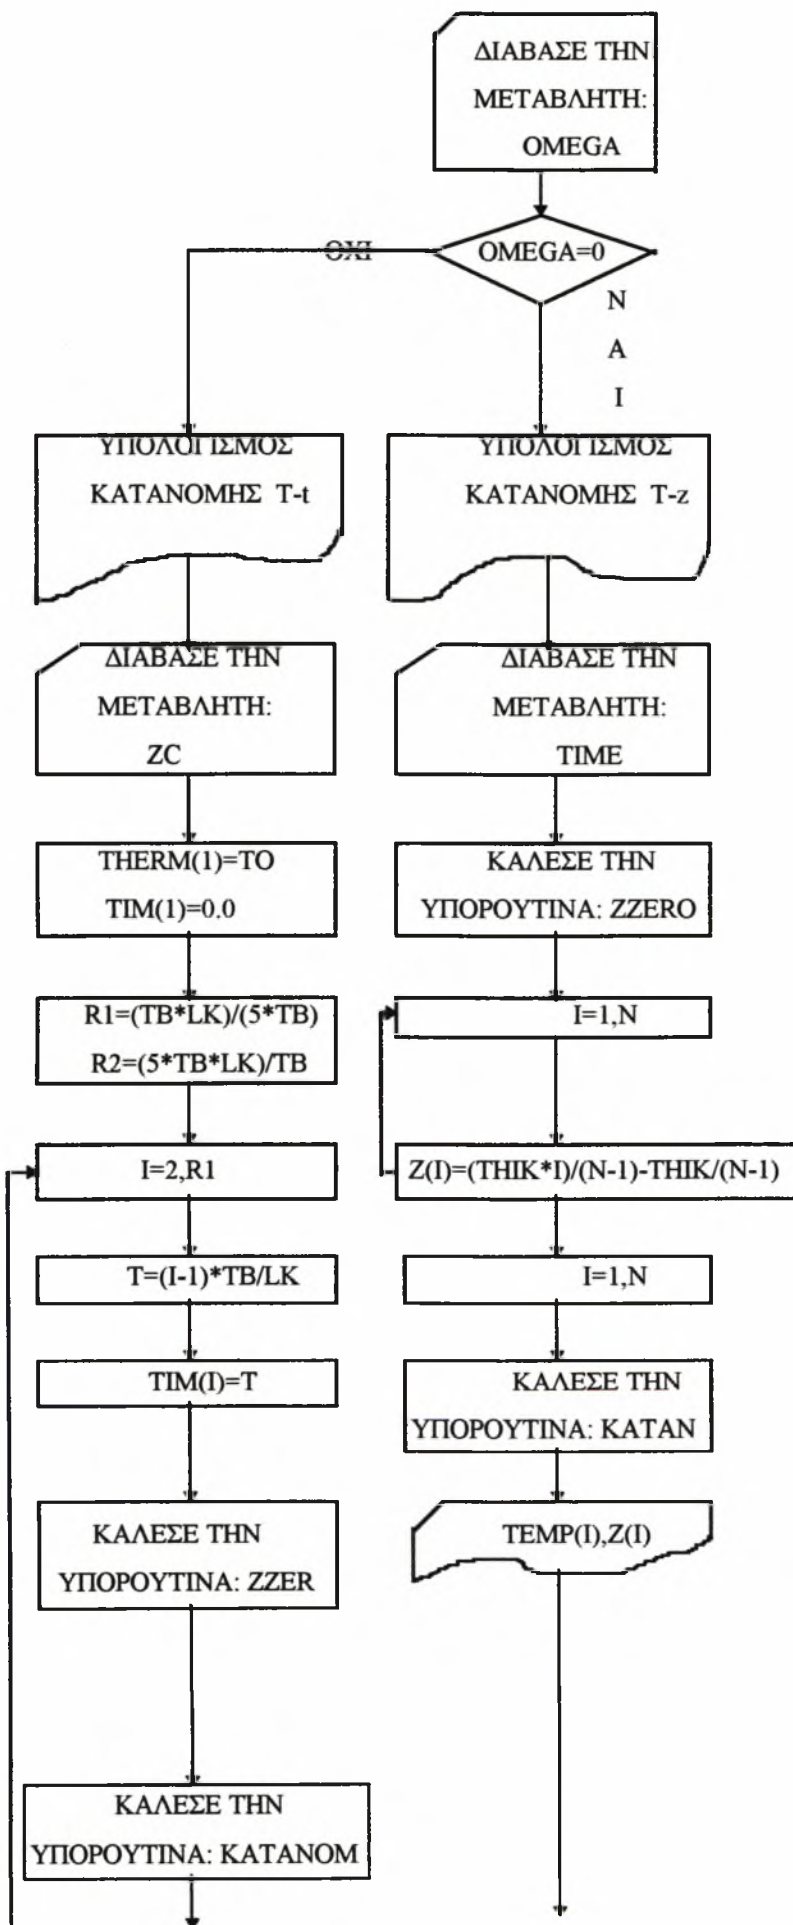 ΔΙΑΒΑΣΕ ΤΗΝ
ΜΕΤΑΒΛΗΤΗ:
OMEGA
OMEGA=0
ΟΧΙ
Ν
Α
Ι
ΥΠΟΛΟΓΙΣΜΟΣ
ΚΑΤΑΝΟΜΗΣ T-t
ΔΙΑΒΑΣΕ ΤΗΝ
ΜΕΤΑΒΛΗΤΗ:
ZC
THERM(1)=TO
TIM(1)=0.0
R1=(TB*LK)/(5*TB)
R2=(5*TB*LK)/TB
I=2,R1
T=(I-1)*TB/LK
TIM(I)=T
ΚΑΛΕΣΕ ΤΗΝ
ΥΠΟΡΟΥΤΙΝΑ: ZZER
ΚΑΛΕΣΕ ΤΗΝ
ΥΠΟΡΟΥΤΙΝΑ: KATANOM
ΥΠΟΛΟΓΙΣΜΟΣ
ΚΑΤΑΝΟΜΗΣ T-z
ΔΙΑΒΑΣΕ ΤΗΝ
ΜΕΤΑΒΛΗΤΗ:
TIME
ΚΑΛΕΣΕ ΤΗΝ
ΥΠΟΡΟΥΤΙΝΑ: ZZERO
I=1,N
Z(I)=(THIK*I)/(N-1)-THIK/(N-1)
I=1,N
ΚΑΛΕΣΕ ΤΗΝ
ΥΠΟΡΟΥΤΙΝΑ: KATAN
TEMP(I),Z(I)